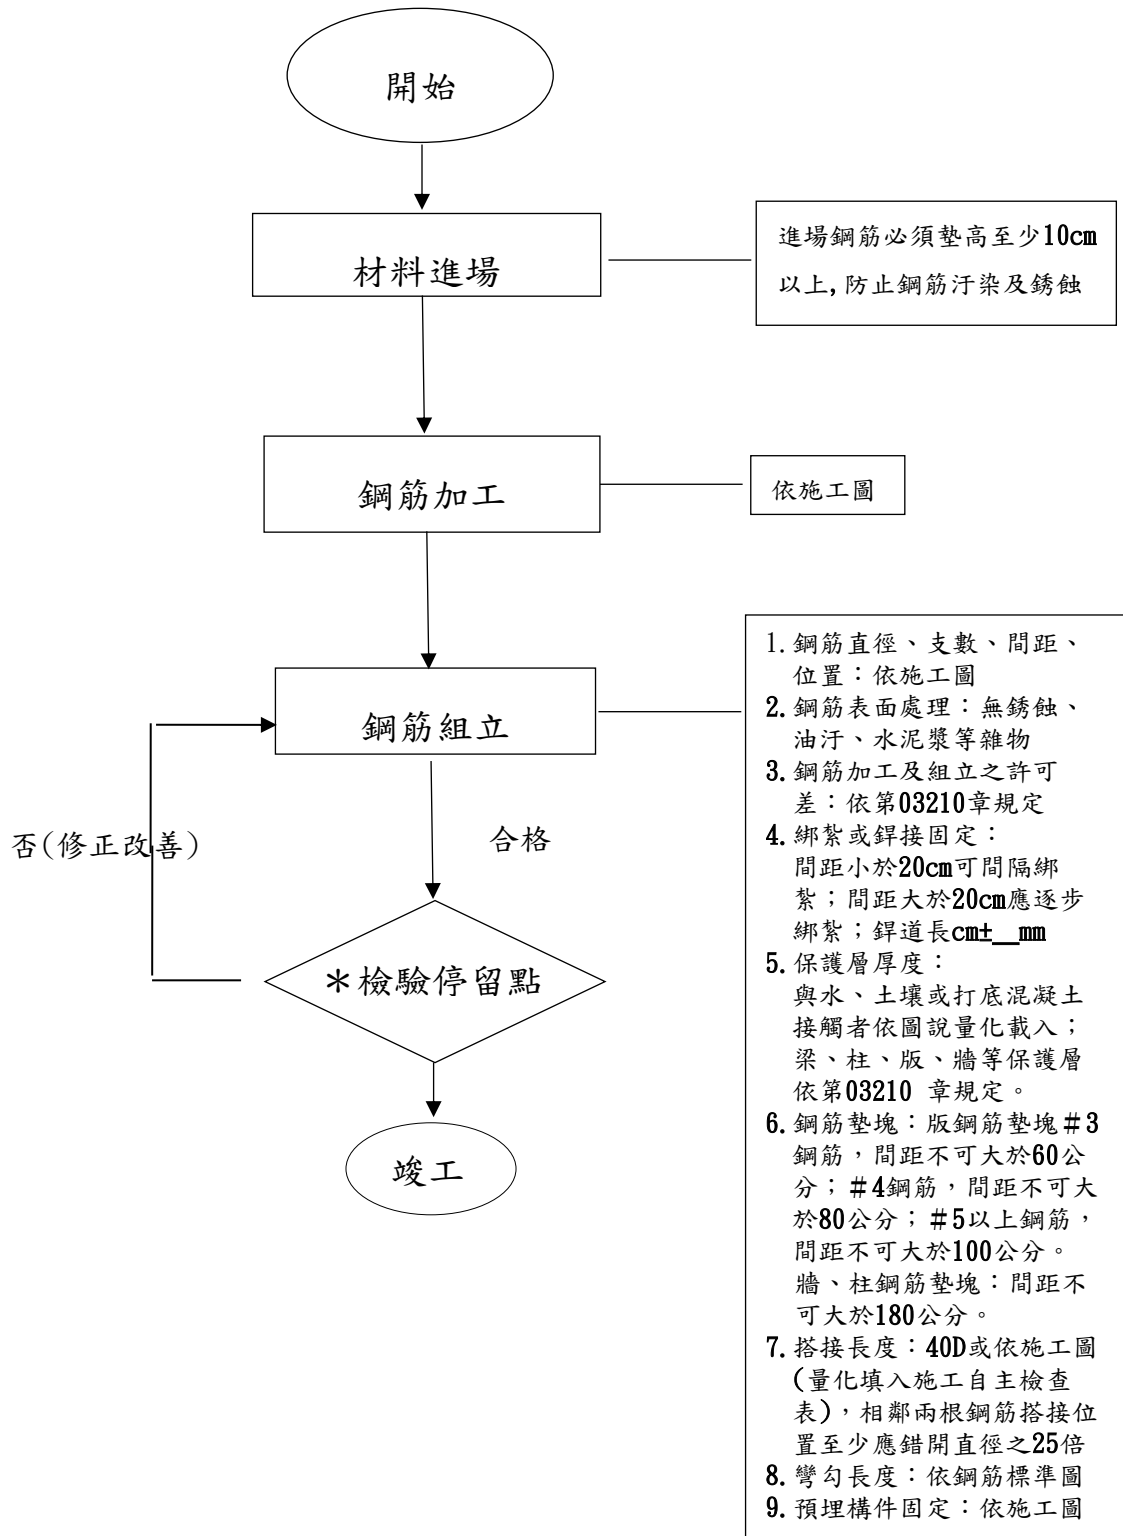 開始
材料進場
進場鋼筋必須墊高至少10cm
以上,防止鋼筋汙染及銹蝕
鋼筋加工
依施工圖
鋼筋組立
1.鋼筋直徑、支數、間距、
位置：依施工圖
2.鋼筋表面處理：無銹蝕、
油汙、水泥漿等雜物
3.鋼筋加工及組立之許可
差：依第03210章規定
4.綁紮或銲接固定：
間距小於20cm可間隔綁
紮；間距大於20cm應逐步
綁紮；銲道長cm±__mm
5.保護層厚度：
與水、土壤或打底混凝土
接觸者依圖說量化載入；
梁、柱、版、牆等保護層
依第03210 章規定。
6.鋼筋墊塊：版鋼筋墊塊＃3
鋼筋，間距不可大於60公
分；＃4鋼筋，間距不可大
於80公分；＃5以上鋼筋，
間距不可大於100公分。
牆、柱鋼筋墊塊：間距不
可大於180公分。
7.搭接長度：40D或依施工圖
(量化填入施工自主檢查
表)，相鄰兩根鋼筋搭接位
置至少應錯開直徑之25倍
8.彎勾長度：依鋼筋標準圖
9.預埋構件固定：依施工圖
否(修正改善)
合格
＊檢驗停留點
竣工